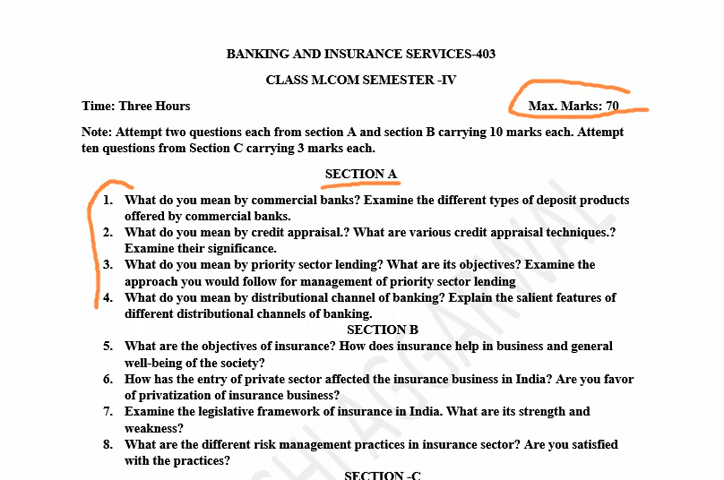 BANKING AND INSURANCE SERVICES-403
CLASS M.COM SEMESTER -IV
Time: Three Hours Max. Marks: 70
Note: Attempt two questions each from section A and section B carrying 10 marks each. Attempt
ten questions from Section C carrying 3 marks each.
SECTION A
1. What do you mean by commercial banks? Examine the different types of deposit products
offered by commercial banks.
2. What do you mean by credit appraisal.? What are various credit appraisal techniques.?
Examine their significance.
3. What do you mean by priority sector lending? What are its objectives? Examine the
approach you would follow for management of priority sector lending
4. What do you mean by distributional channel of banking? Explain the salient features of
different distributional channels of banking.
SECTION B
5. What are the objectives of insurance? How does insurance help in business and general
well-being of the society?
6. How has the entry of private sector affected the insurance business in India? Are you favor
of privatization of insurance business?
7. Examine the legislative framework of insurance in India. What are its strength and
weakness?
8. What are the different risk management practices in insurance sector? Are you satisfied
with the practices?
SECTION -C